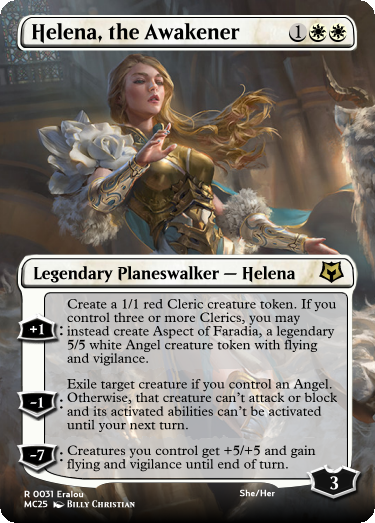 Helena, the Awakener 1
Legendary Planeswalker — Helena
Create a 1/1 red Cleric creature token. If you
control three or more Clerics, you may
instead create Aspect of Faradia, a legendary
+1: 5/5 white Angel creature token with flying
and vigilance.
Exile target creature if you control an Angel.
−1: Otherwise, that creature can't attack or block
and its activated abilities can't be activated
until your next turn.
−7: Creatures you control get +5/+5 and gain
flying and vigilance until end of turn.
3
R 0031 Eralou She/Her
MC25 Billy Christian